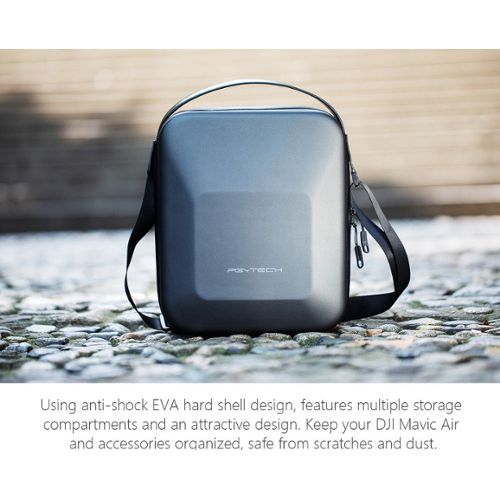 PGYTECH
Using anti-shock EVA hard shell design, features multiple storage
compartments and an attractive design. Keep your DJI Mavic Air
and accessories organized, safe from scratches and dust.